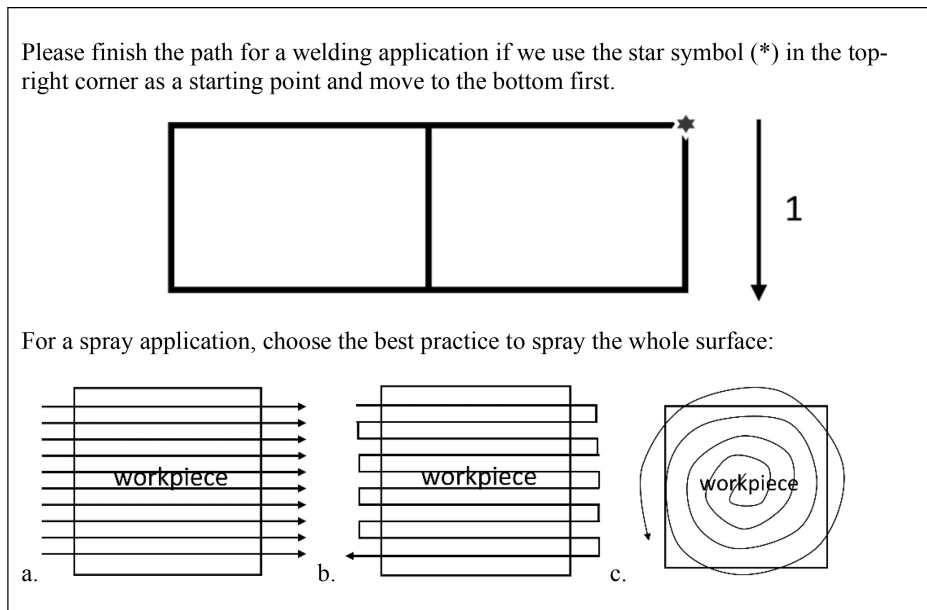 Please finish the path for a welding application if we use the star symbol (*) in the top-
right corner as a starting point and move to the bottom first.
1
For a spray application, choose the best practice to spray the whole surface:
workpiece
workpiece
workpiece
a.
b.
c.